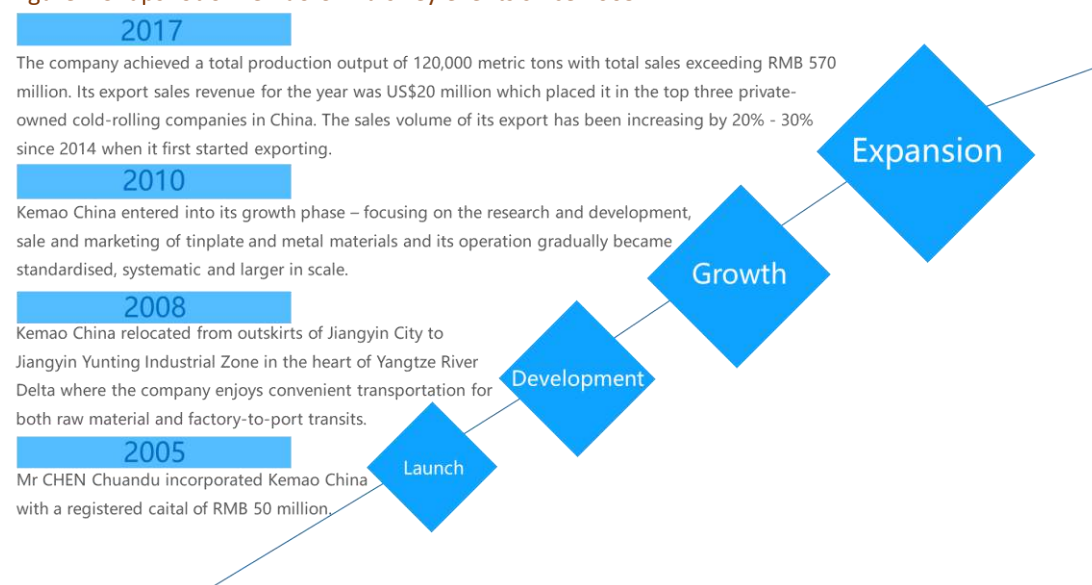 2017
The company achieved a total production output of 120,000 metric tons with total sales exceeding RMB 570
million. Its export sales revenue for the year was US$20 million which placed it in the top three private-
owned cold-rolling companies in China. The sales volume of its export has been increasing by 20% - 30%
since 2014 when it first started exporting.
Expansion
2010
Kemao China entered into its growth phase – focusing on the research and development,
sale and marketing of tinplate and metal materials and its operation gradually became
standardised, systematic and larger in scale.
Growth
2008
Kemao China relocated from outskirts of Jiangyin City to
Jiangyin Yunting Industrial Zone in the heart of Yangtze River
Delta where the company enjoys convenient transportation for
both raw material and factory-to-port transits.
Development
2005
Mr CHEN Chuandu incorporated Kemao China
with a registered caital of RMB 50 million.
Launch